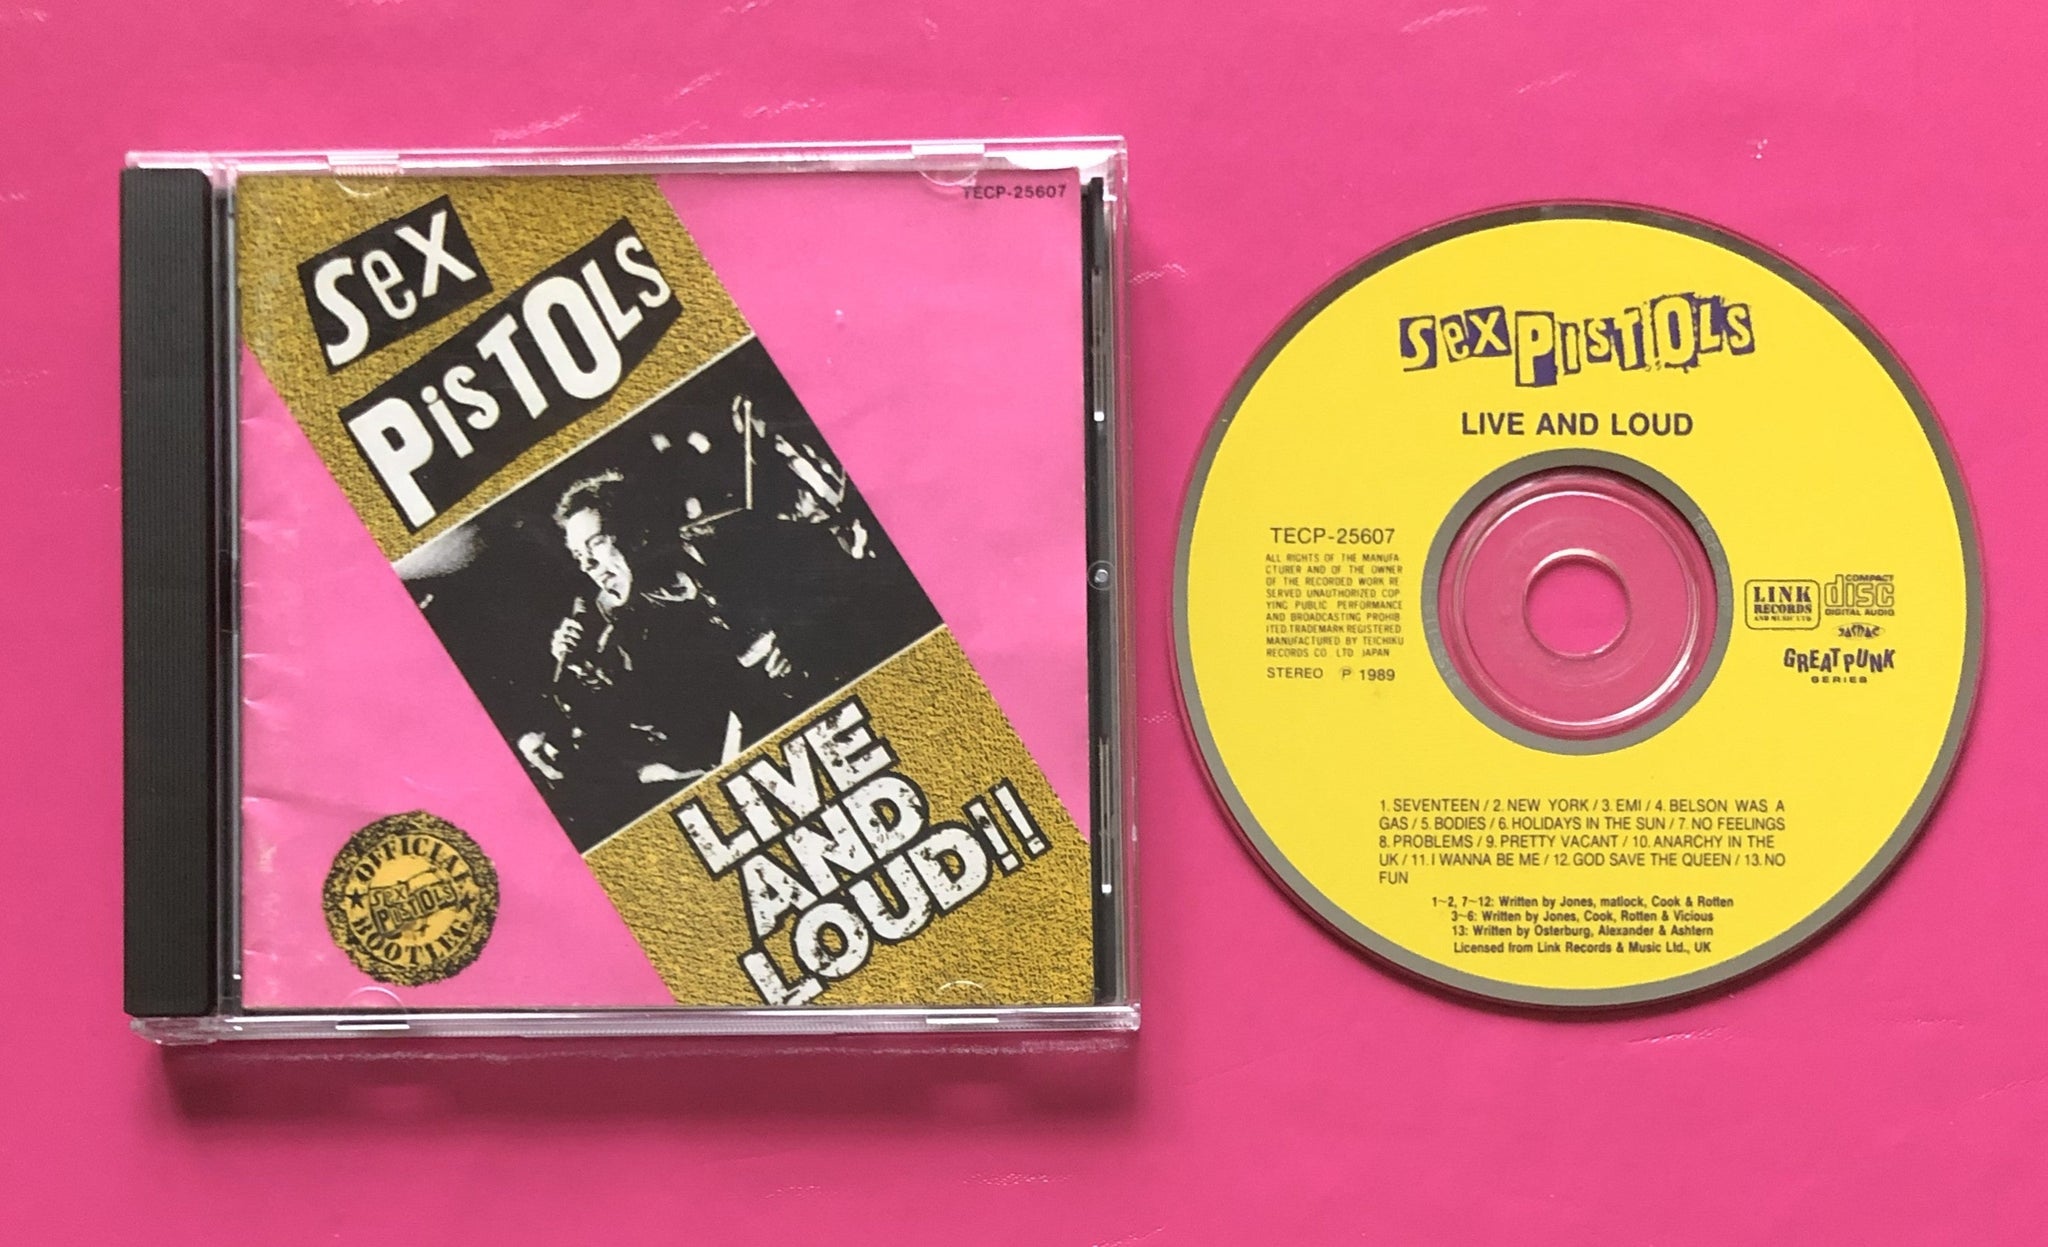 TECP-25607
Sex
PiSTOLS
LIVE
AND
LOUD!!
OFFICIAL
SEX
PISTOLS
BOOTLEG
SEX PISTOLS
LIVE AND LOUD
TECP-25607
ALL RIGHTS OF THE MANUFA-
CTURER AND OF THE OWNER
OF THE RECORDED WORK RE
SERVED UNAUTHORIZED COP
YING PUBLIC PERFORMANCE
AND BROADCASTING PROHIB
ITED. TRADEMARK REGISTERED
MANUFACTURED BY TEICHIKU
RECORDS CO. LTD JAPAN
STEREO ℗ 1989
LINK
RECORDS
AND MUSIC LTD
COMPACT
disc
DIGITAL AUDIO
JASRAC
GREAT PUNK
SERIES
1. SEVENTEEN / 2. NEW YORK / 3. EMI / 4. BELSON WAS A
GAS / 5. BODIES / 6. HOLIDAYS IN THE SUN / 7. NO FEELINGS
8. PROBLEMS / 9. PRETTY VACANT / 10. ANARCHY IN THE
UK / 11. I WANNA BE ME / 12. GOD SAVE THE QUEEN / 13. NO
FUN
1~2, 7~12: Written by Jones, matlock, Cook & Rotten
3~6: Written by Jones, Cook, Rotten & Vicious
13: Written by Osterburg, Alexander & Ashtern
Licensed from Link Records & Music Ltd., UK